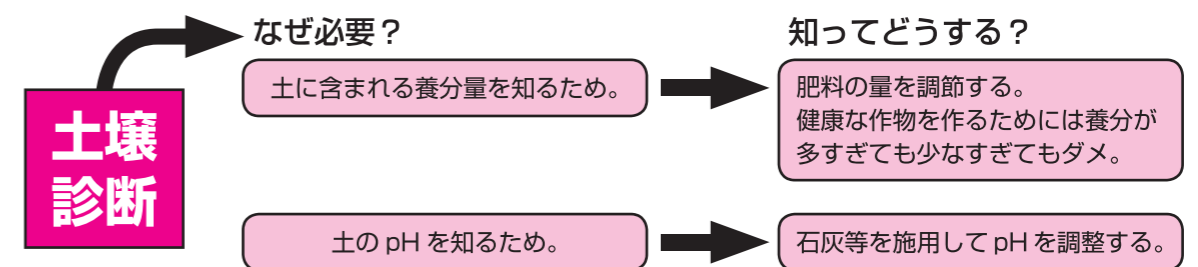 なぜ必要？
知ってどうする？
土壌
診断
土に含まれる養分量を知るため。
肥料の量を調節する。
健康な作物を作るためには養分が
多すぎても少なすぎてもダメ。
土の pH を知るため。
石灰等を施用して pH を調整する。